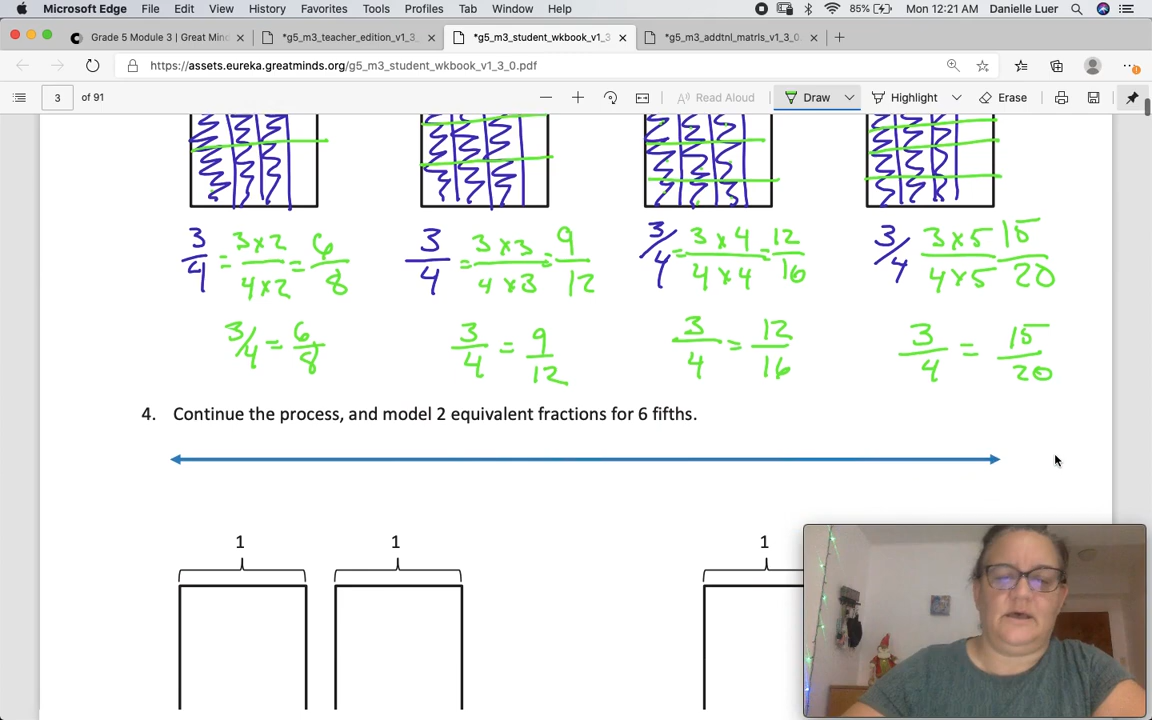 Microsoft Edge File Edit View History Favorites Tools Profiles Tab Window Help 85% Mon 12:21 AM Danielle Luer
Grade 5 Module 3 | Great Mind *g5_m3_teacher_edition_v1_3_ *g5_m3_student_wkbook_v1_3 *g5_m3_addtnl_matrls_v1_3_0.
https://assets.eureka.greatminds.org/g5_m3_student_wkbook_v1_3_0.pdf
3 of 91 Read Aloud Draw Highlight Erase
3/4 = 3x2/4x2 = 6/8 3/4 = 3x3/4x3 = 9/12 3/4 = 3x4/4x4 = 12/16 3/4 3x5/4x5 15/20
3/4 = 6/8 3/4 = 9/12 3/4 = 12/16 3/4 = 15/20
4. Continue the process, and model 2 equivalent fractions for 6 fifths.
1 1 1